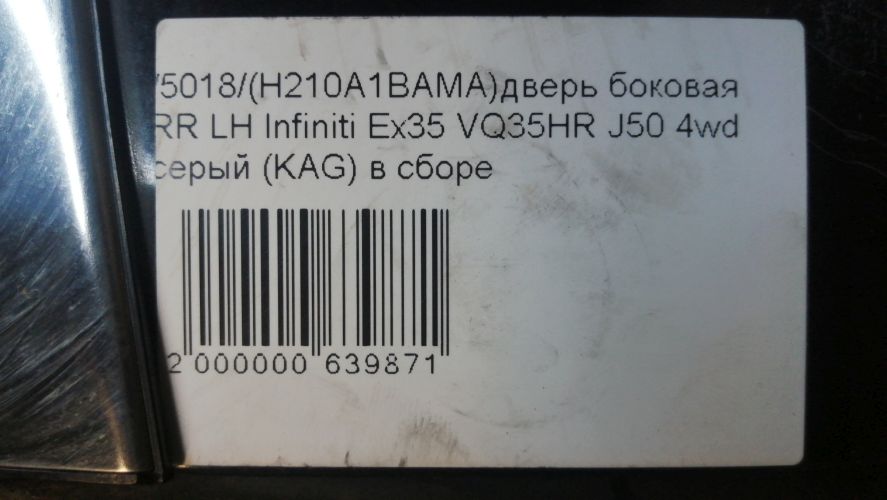 /5018/(H210A1BAMA)дверь боковая
RR LH Infiniti Ex35 VQ35HR J50 4wd
серый (KAG) в сборе
2 000000 639871